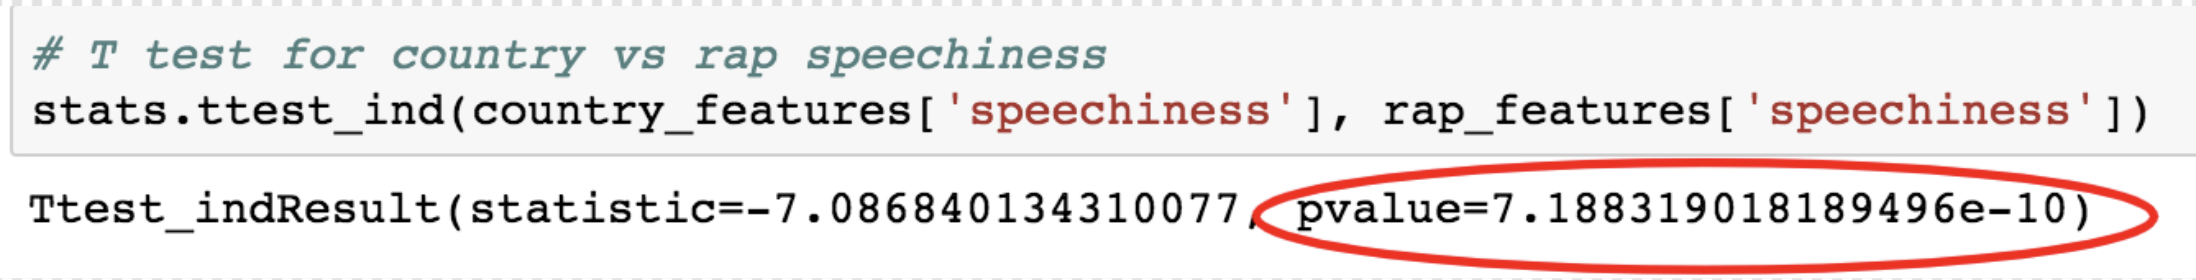 # T test for country vs rap speechiness
stats.ttest_ind(country_features['speechiness'], rap_features['speechiness'])
Ttest_indResult(statistic=-7.086840134310077, pvalue=7.188319018189496e-10)